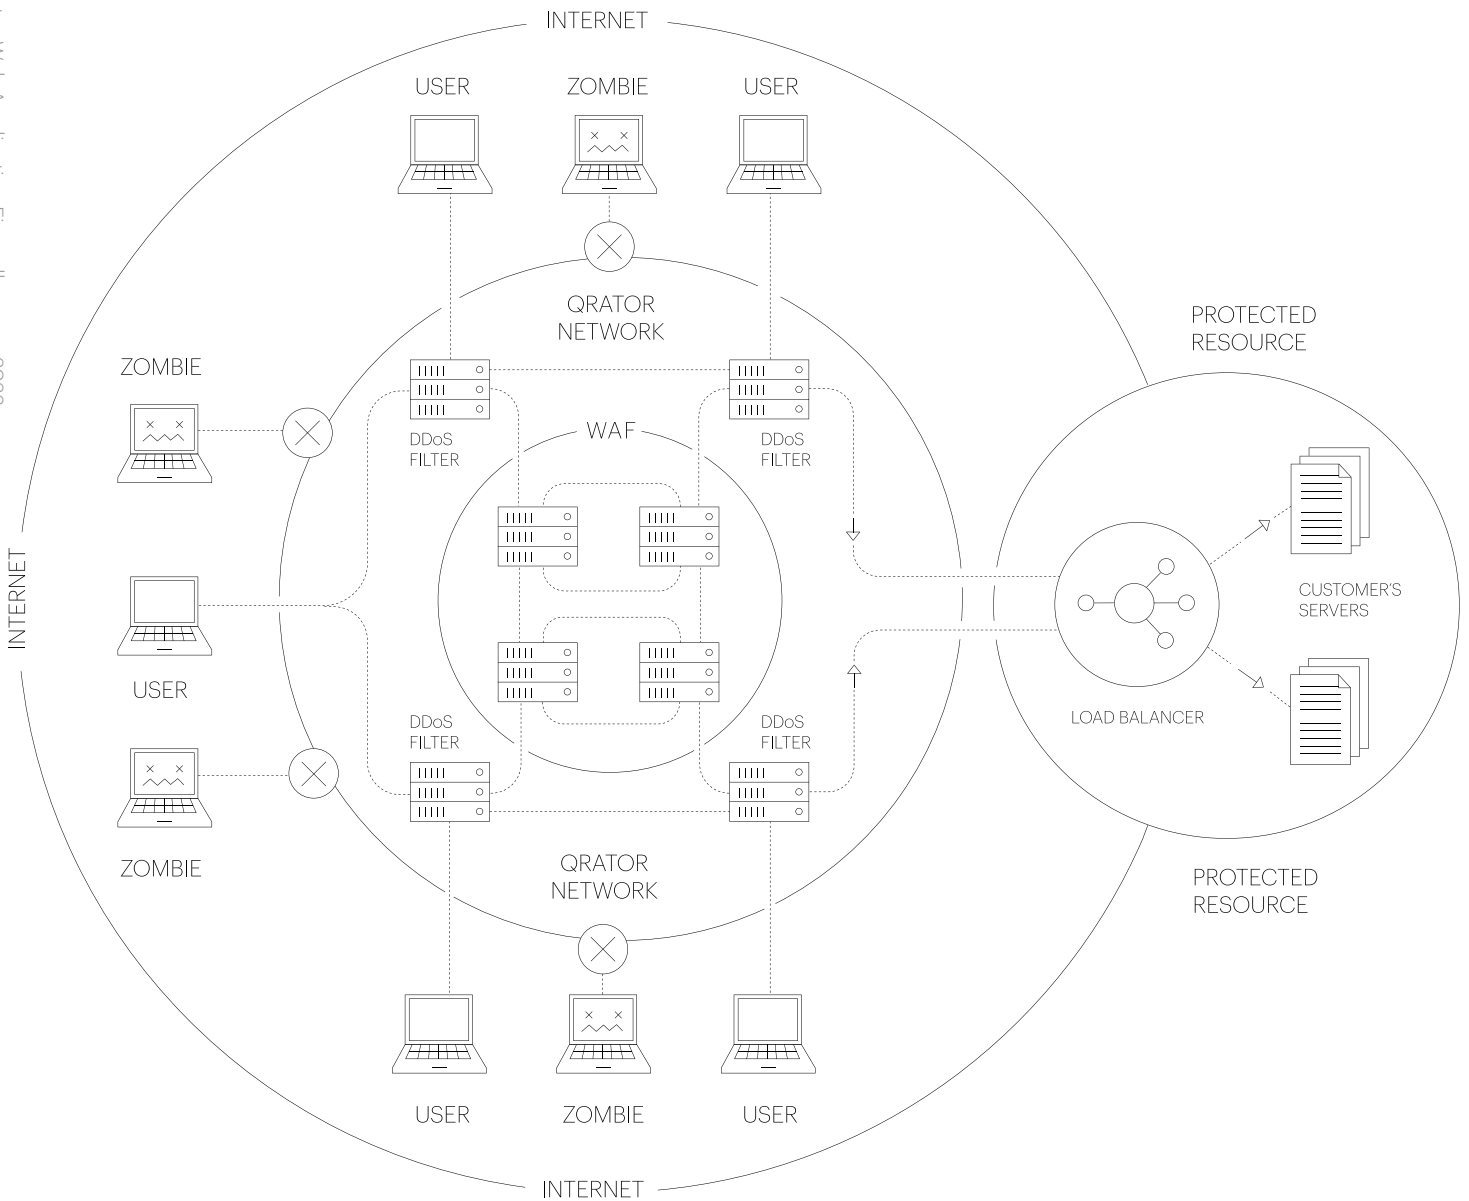 INTERNET
USER
ZOMBIE
USER
QRATOR
NETWORK
PROTECTED
RESOURCE
ZOMBIE
DDoS
FILTER
WAF
DDoS
FILTER
INTERNET
CUSTOMER'S
SERVERS
USER
DDoS
FILTER
DDoS
FILTER
LOAD BALANCER
ZOMBIE
QRATOR
NETWORK
PROTECTED
RESOURCE
USER
ZOMBIE
USER
INTERNET